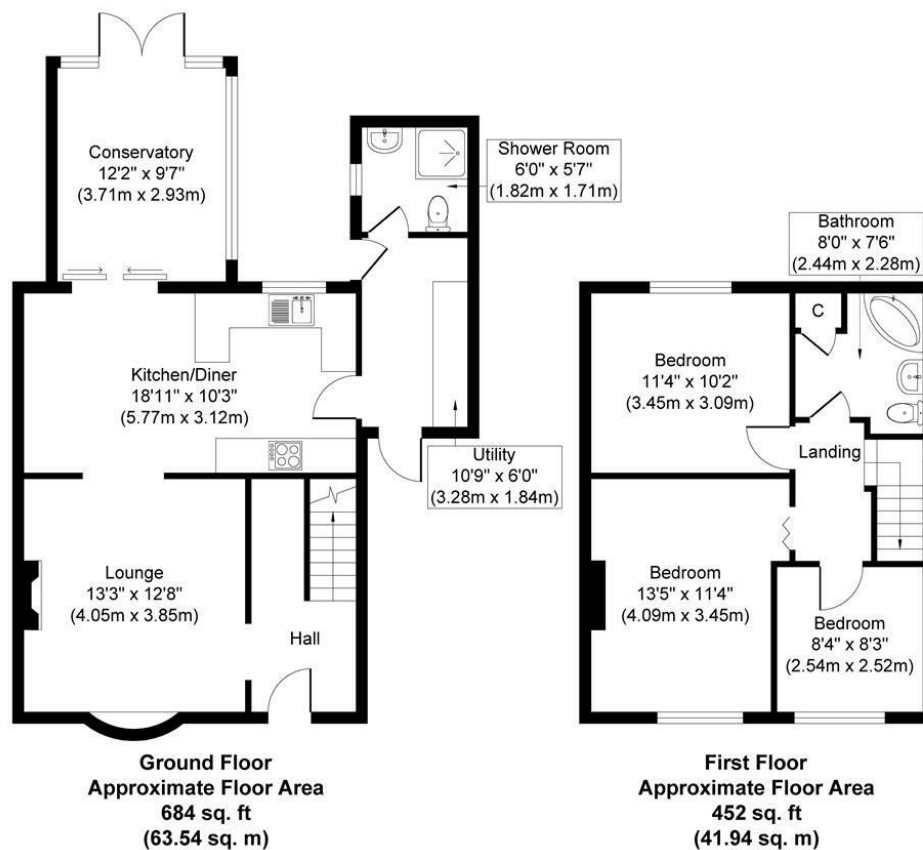 Conservatory
12'2" x 9'7"
(3.71m x 2.93m)
Shower Room
6'0" x 5'7"
(1.82m x 1.71m)
Kitchen/Diner
18'11" x 10'3"
(5.77m x 3.12m)
Utility
10'9" x 6'0"
(3.28m x 1.84m)
Lounge
13'3" x 12'8"
(4.05m x 3.85m)
Hall
Ground Floor
Approximate Floor Area
684 sq. ft
(63.54 sq. m)
Bathroom
8'0" x 7'6"
(2.44m x 2.28m)
C
Bedroom
11'4" x 10'2"
(3.45m x 3.09m)
Landing
Bedroom
13'5" x 11'4"
(4.09m x 3.45m)
Bedroom
8'4" x 8'3"
(2.54m x 2.52m)
First Floor
Approximate Floor Area
452 sq. ft
(41.94 sq. m)